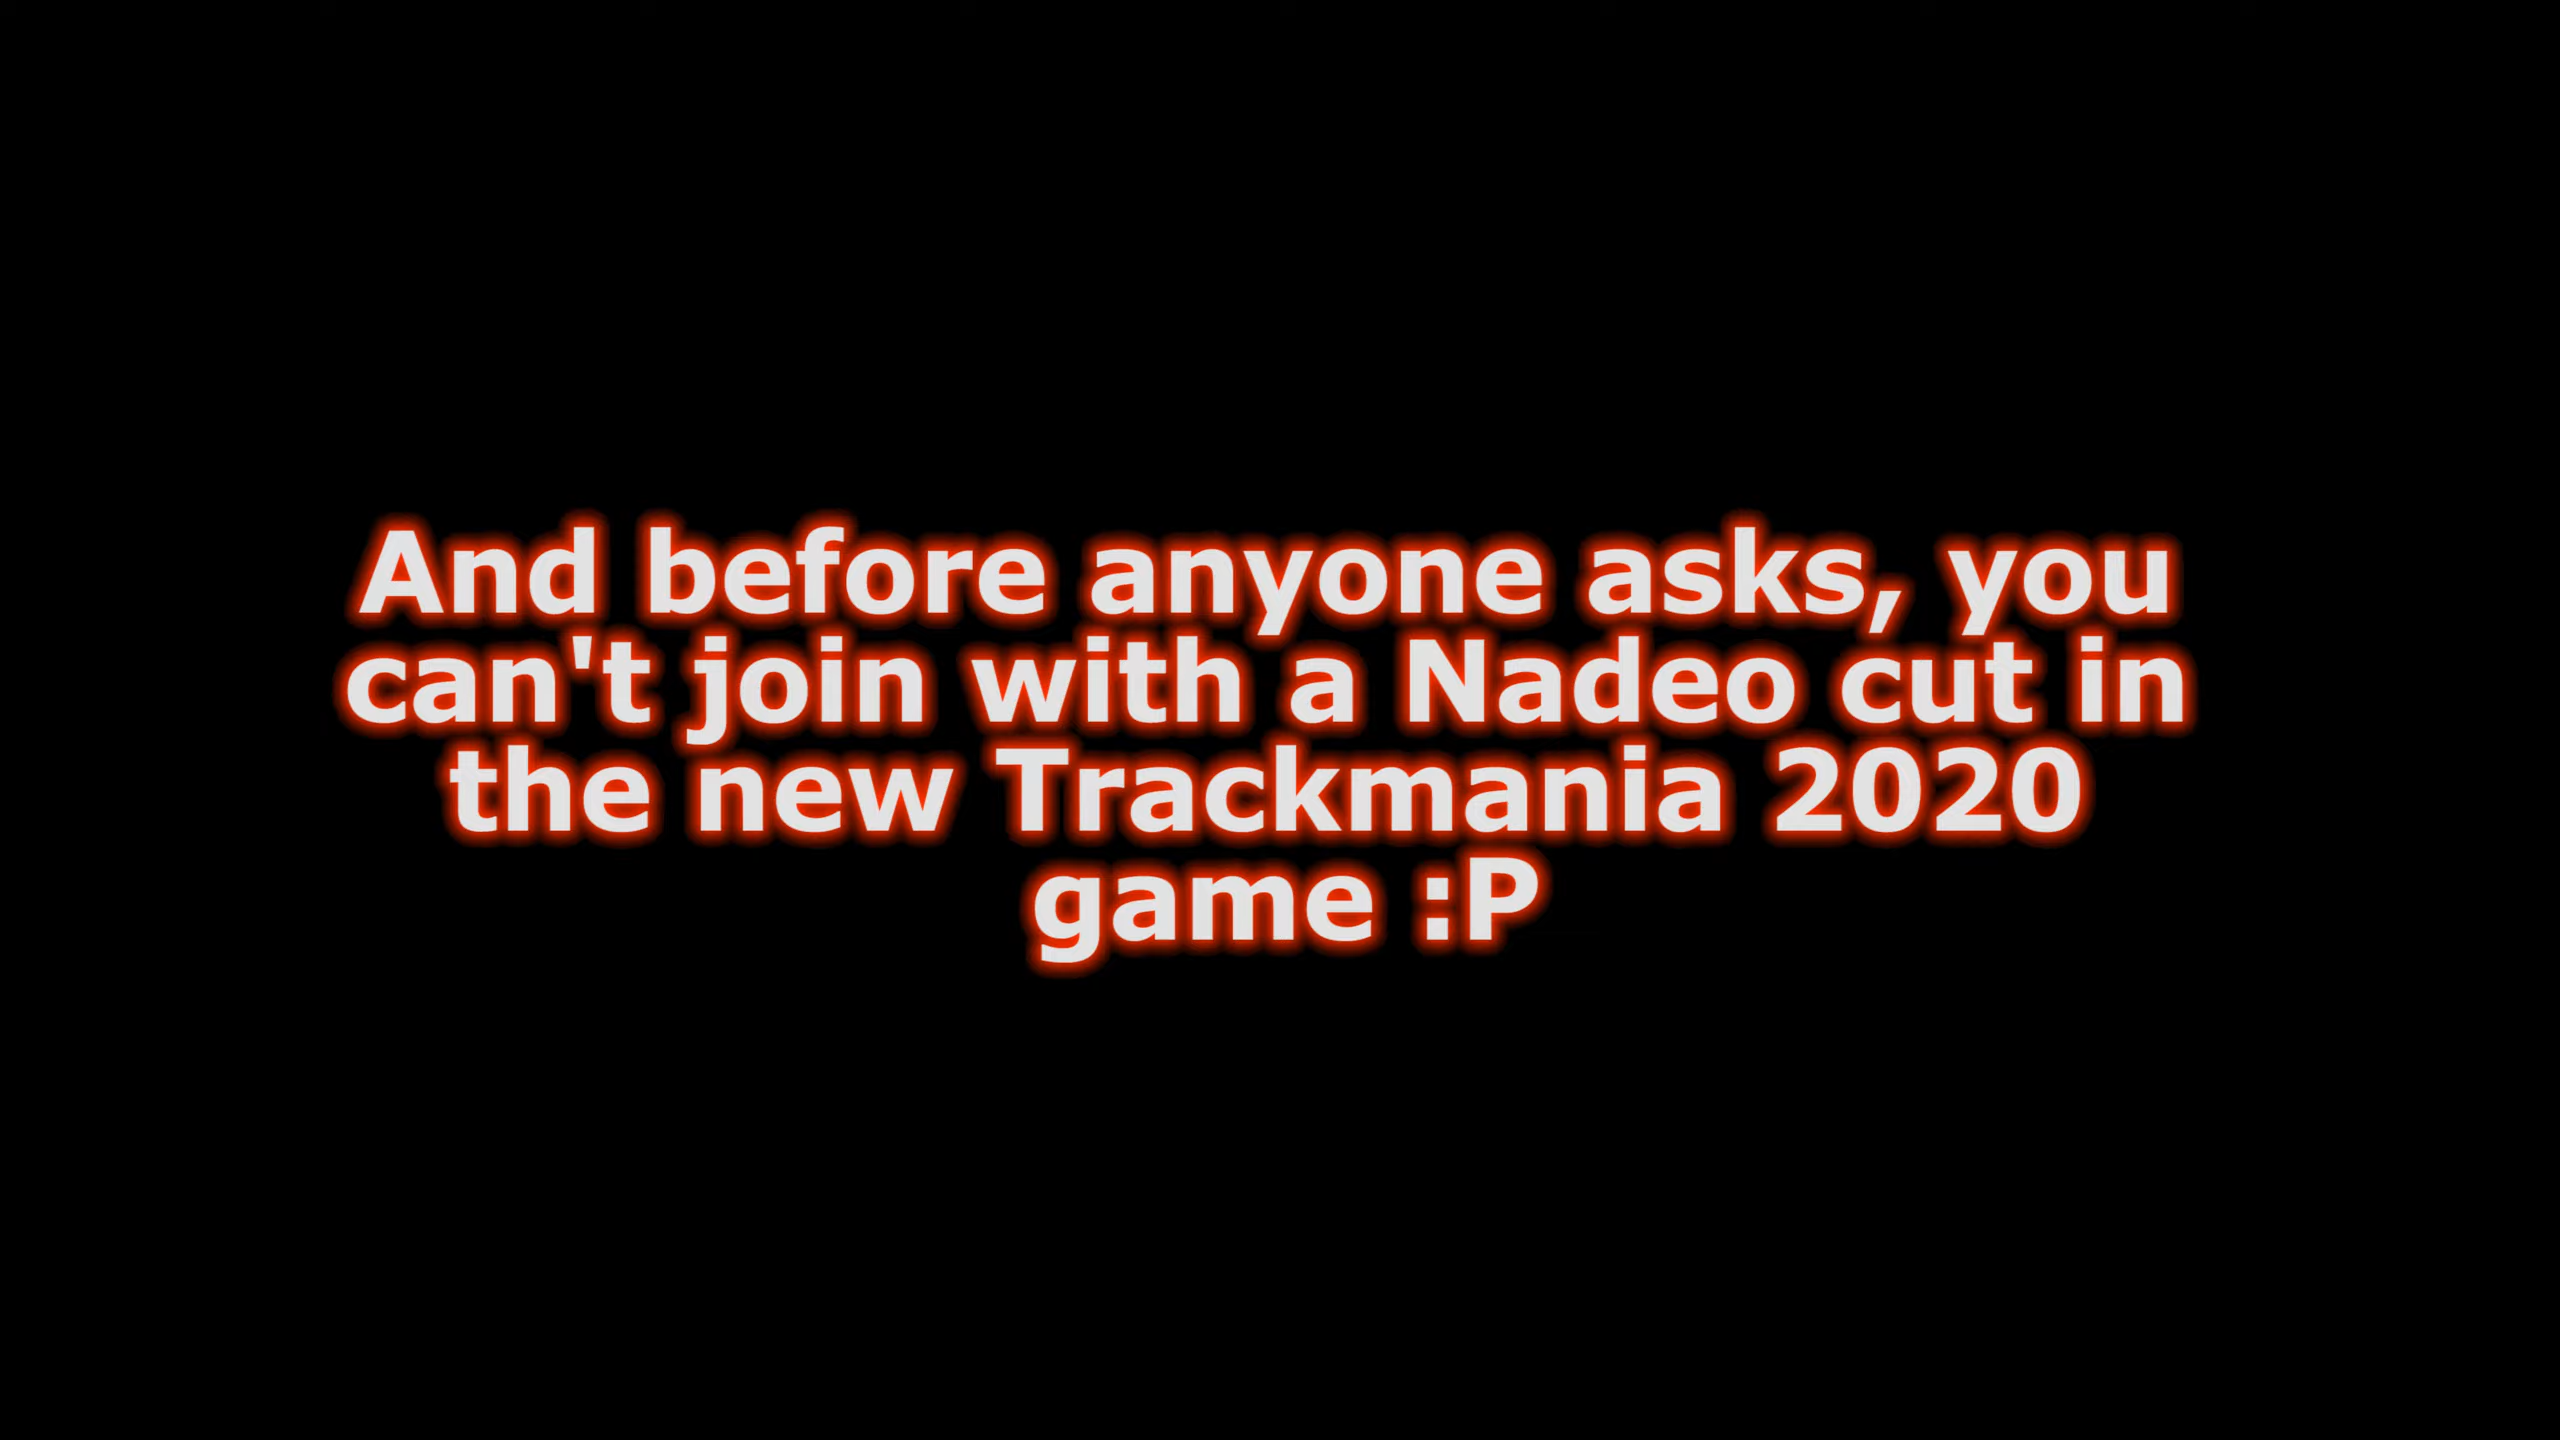 And before anyone asks, you
can't join with a Nadeo cut in
the new Trackmania 2020
game :P